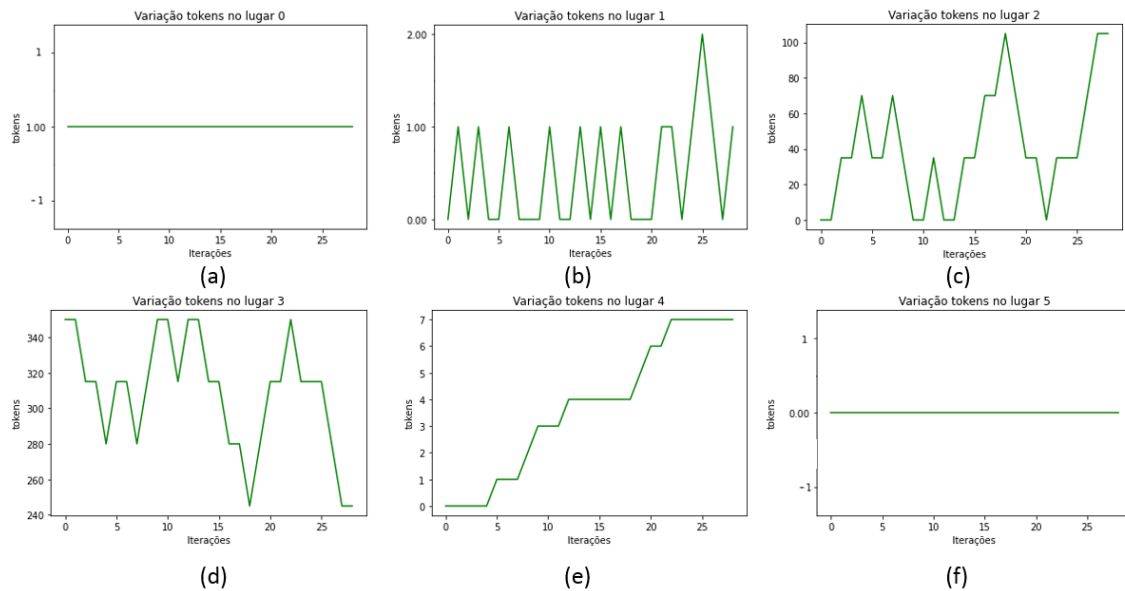 Variação tokens no lugar 0
1
1.00
-1
tokens
0 5 10 15 20 25
Iterações
(a)
Variação tokens no lugar 1
2.00
1.00
0.00
tokens
0 5 10 15 20 25
Iterações
(b)
Variação tokens no lugar 2
100
80
60
40
20
0
tokens
0 5 10 15 20 25
Iterações
(c)
Variação tokens no lugar 3
340
320
300
280
260
240
tokens
0 5 10 15 20 25
Iterações
(d)
Variação tokens no lugar 4
7
6
5
4
3
2
1
0
tokens
0 5 10 15 20 25
Iterações
(e)
Variação tokens no lugar 5
1
0.00
-1
tokens
0 5 10 15 20 25
Iterações
(f)